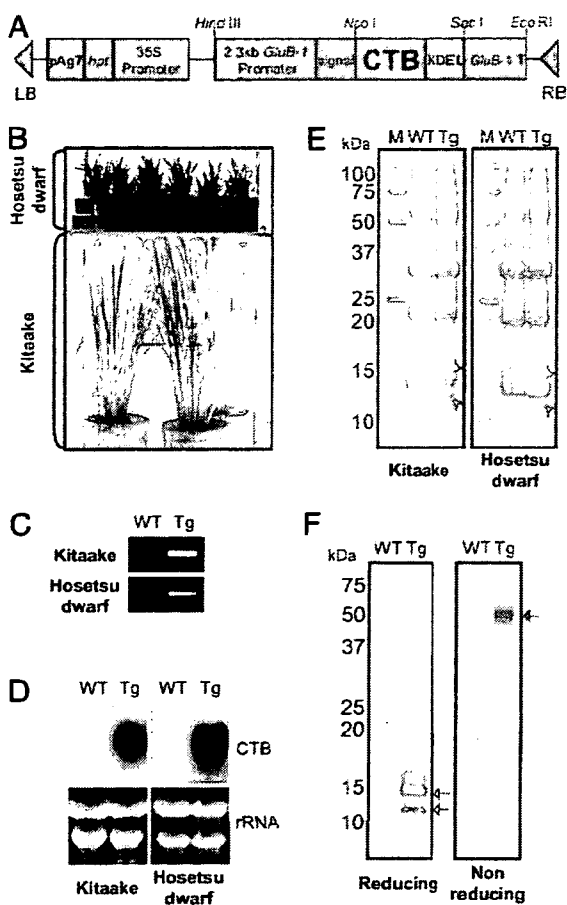 A
Hind III
Nco I
Sac I
Eco RI
pAg7 hpt 35S Promoter 2.3kb GluB-1 Promoter signal CTB KDEL GluB-1 T
LB
RB
B
Hosetsu dwarf
Kitaake
C
WT Tg
Kitaake
Hosetsu dwarf
D
WT Tg WT Tg
CTB
rRNA
Kitaake
Hosetsu dwarf
E
kDa M WT Tg M WT Tg
100
75
50
37
25
20
15
10
Kitaake
Hosetsu dwarf
F
kDa WT Tg WT Tg
75
50
37
25
20
15
10
Reducing
Non reducing